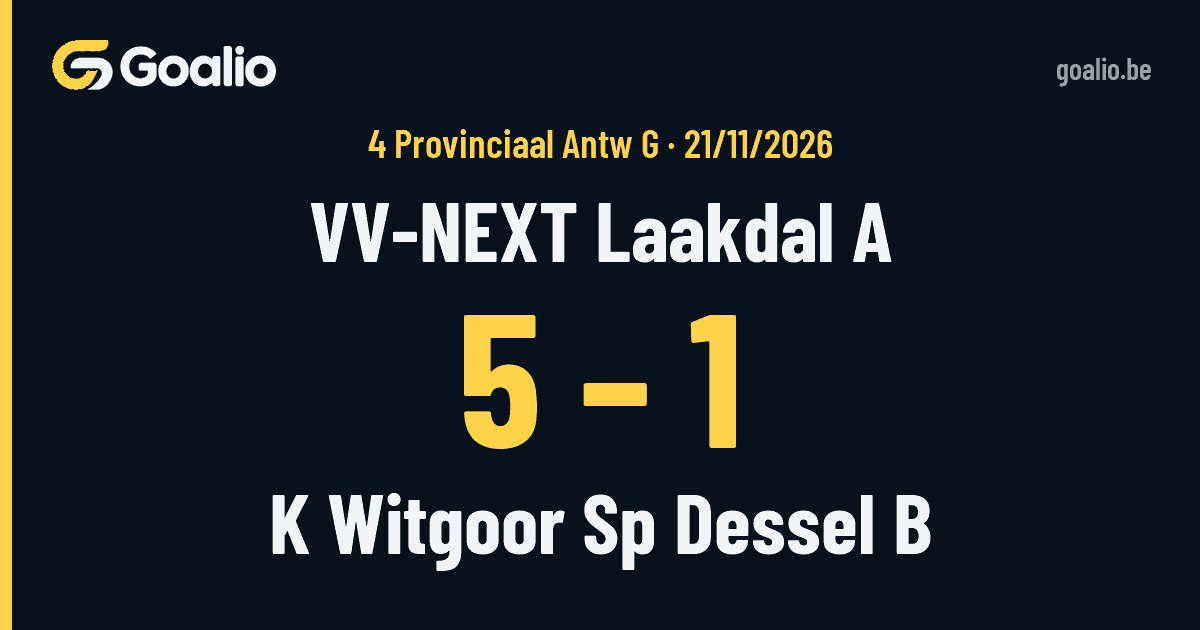 Goalio
goalio.be
4 Provinciaal Antw G · 21/11/2026
VV-NEXT Laakdal A
5 – 1
K Witgoor Sp Dessel B